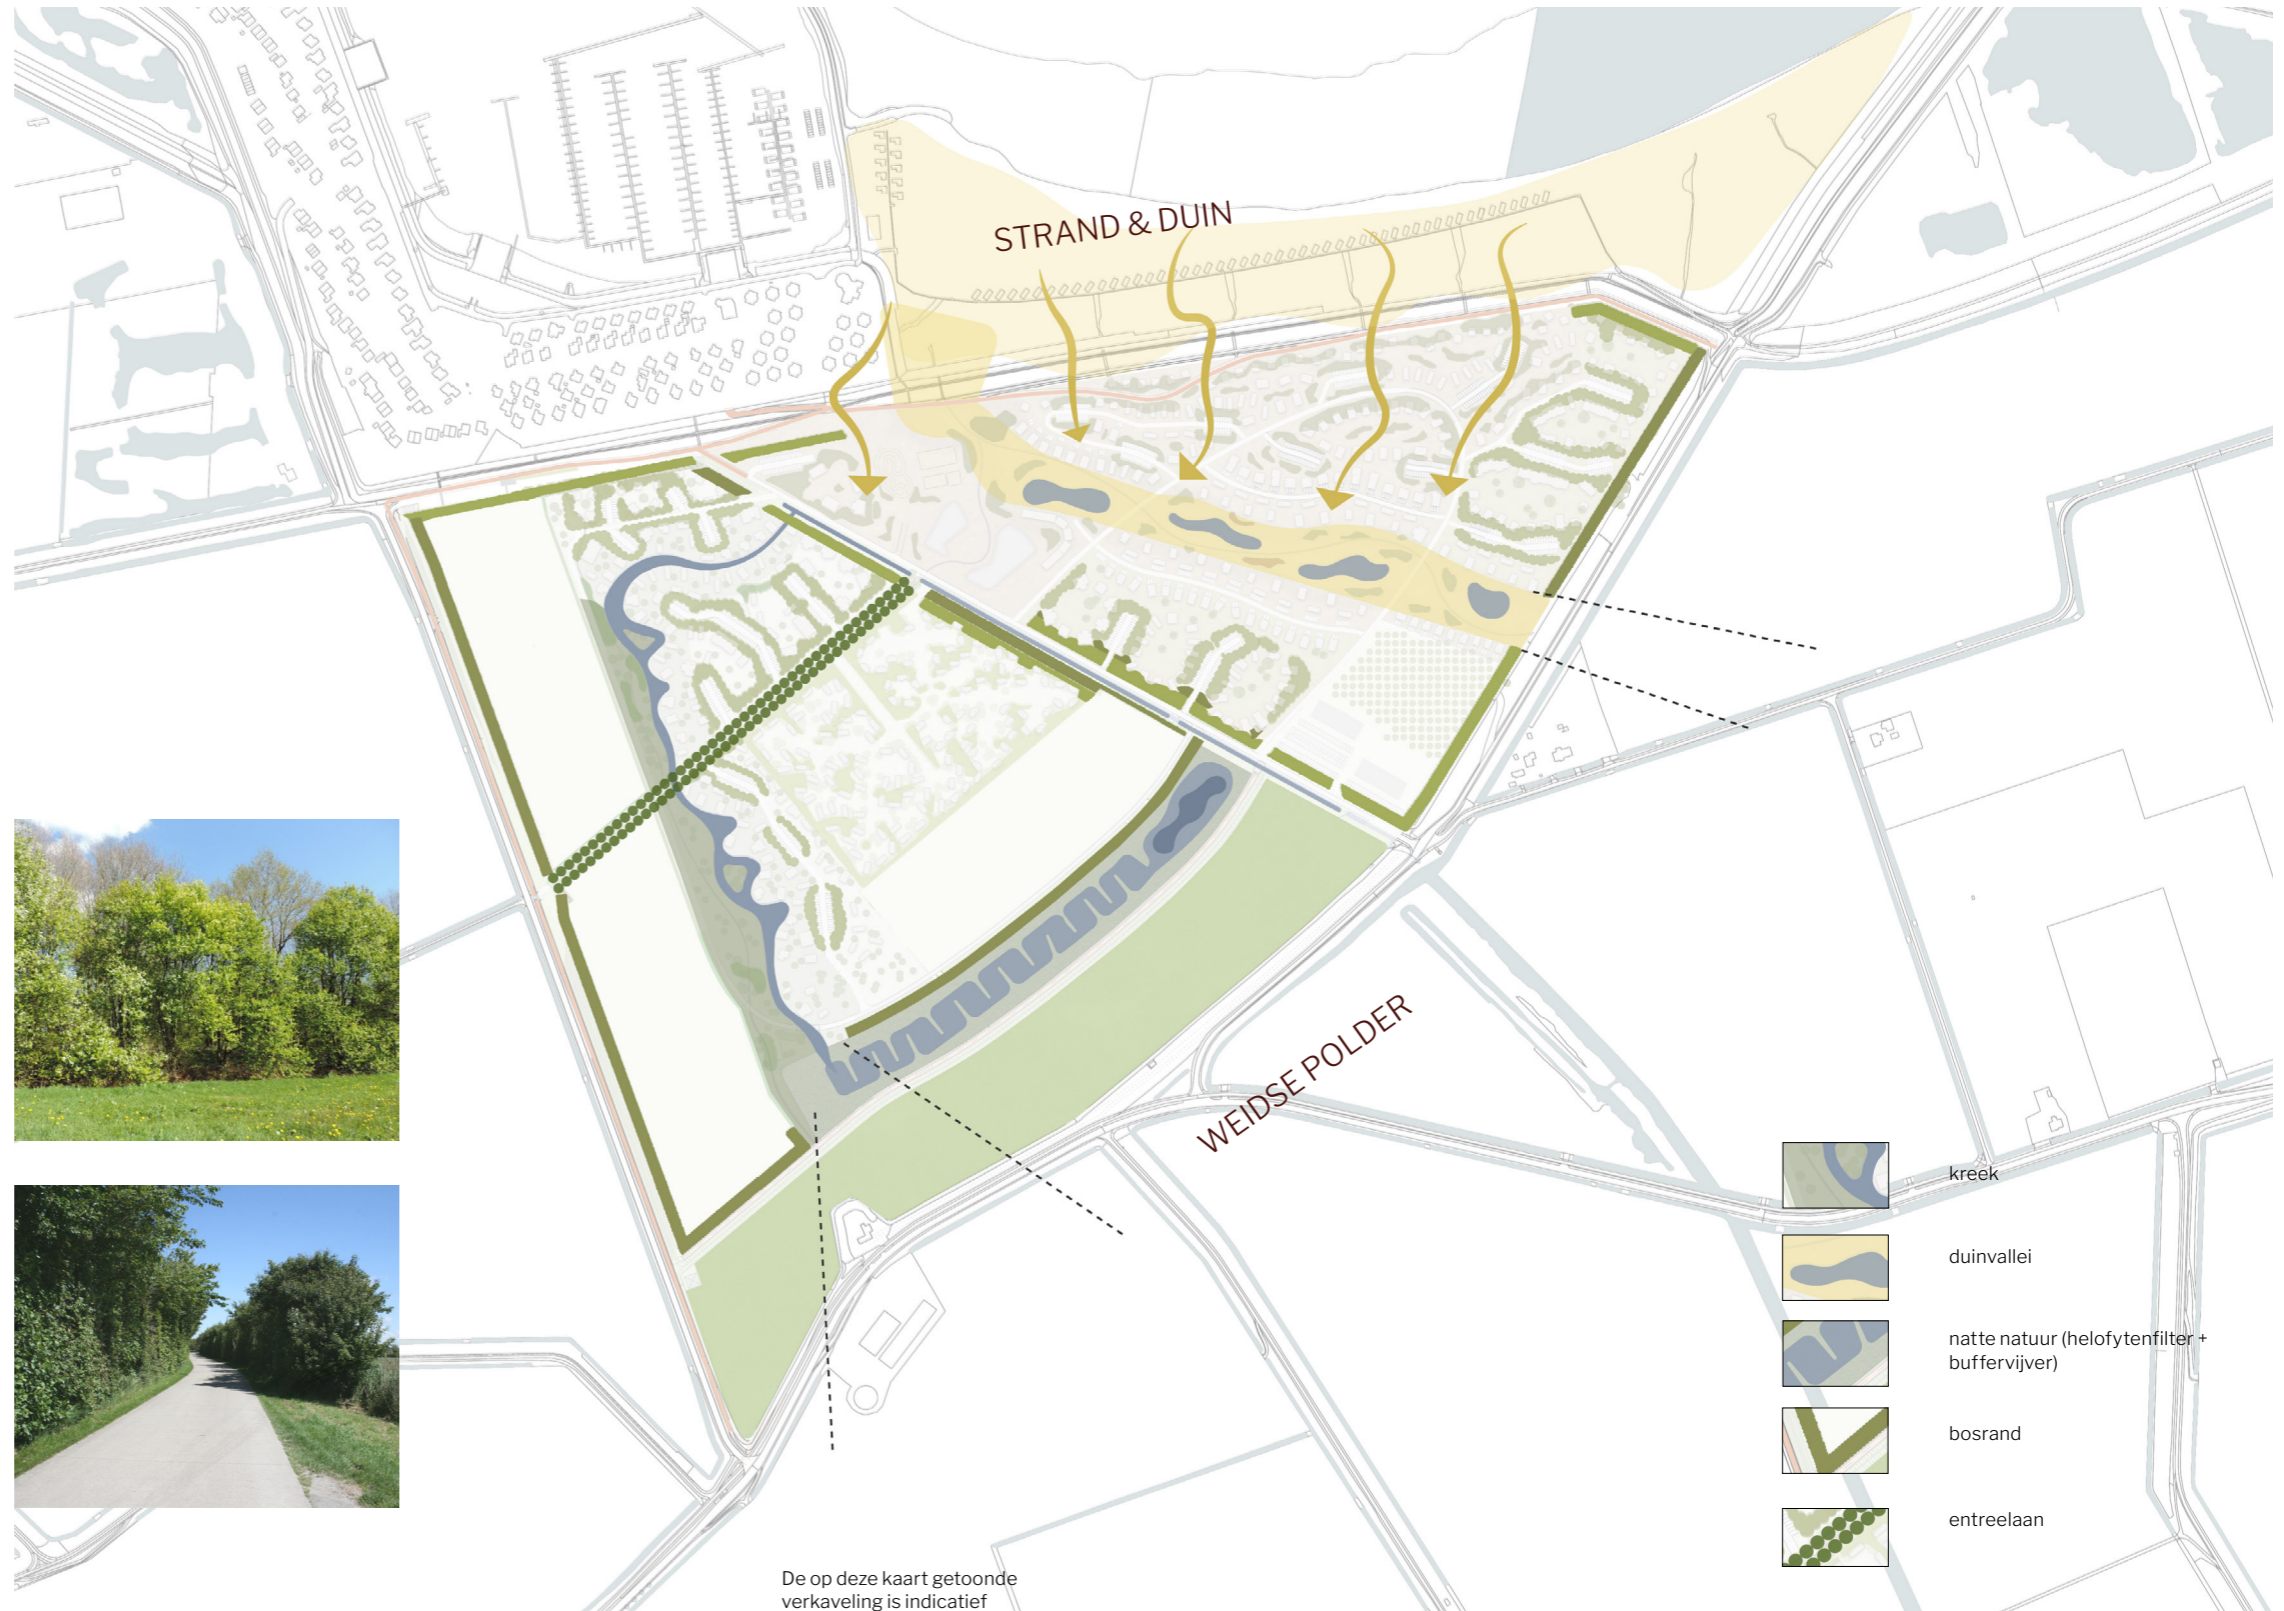 STRAND & DUIN
WEIDSE POLDER
kreek
duinvallei
natte natuur (helofytenfilter +
buffervijver)
bosrand
entreelaan
De op deze kaart getoonde
verkaveling is indicatief